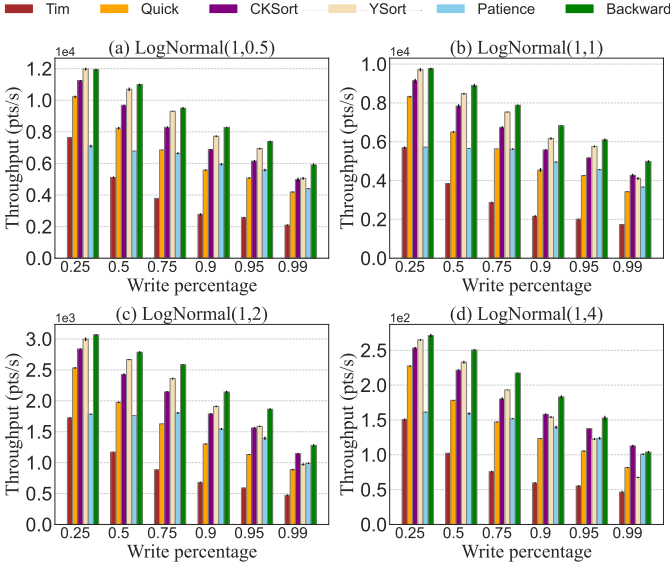 Tim Quick CKSort YSort Patience Backward
(a) LogNormal(1,0.5)
1e4
Throughput (pts/s)
1.2
1.0
0.8
0.6
0.4
0.2
0.0
0.25 0.5 0.75 0.9 0.95 0.99
Write percentage
(b) LogNormal(1,1)
1e4
Throughput (pts/s)
1.0
0.8
0.6
0.4
0.2
0.0
0.25 0.5 0.75 0.9 0.95 0.99
Write percentage
(c) LogNormal(1,2)
1e3
Throughput (pts/s)
3.0
2.5
2.0
1.5
1.0
0.5
0.0
0.25 0.5 0.75 0.9 0.95 0.99
Write percentage
(d) LogNormal(1,4)
1e2
Throughput (pts/s)
2.5
2.0
1.5
1.0
0.5
0.0
0.25 0.5 0.75 0.9 0.95 0.99
Write percentage